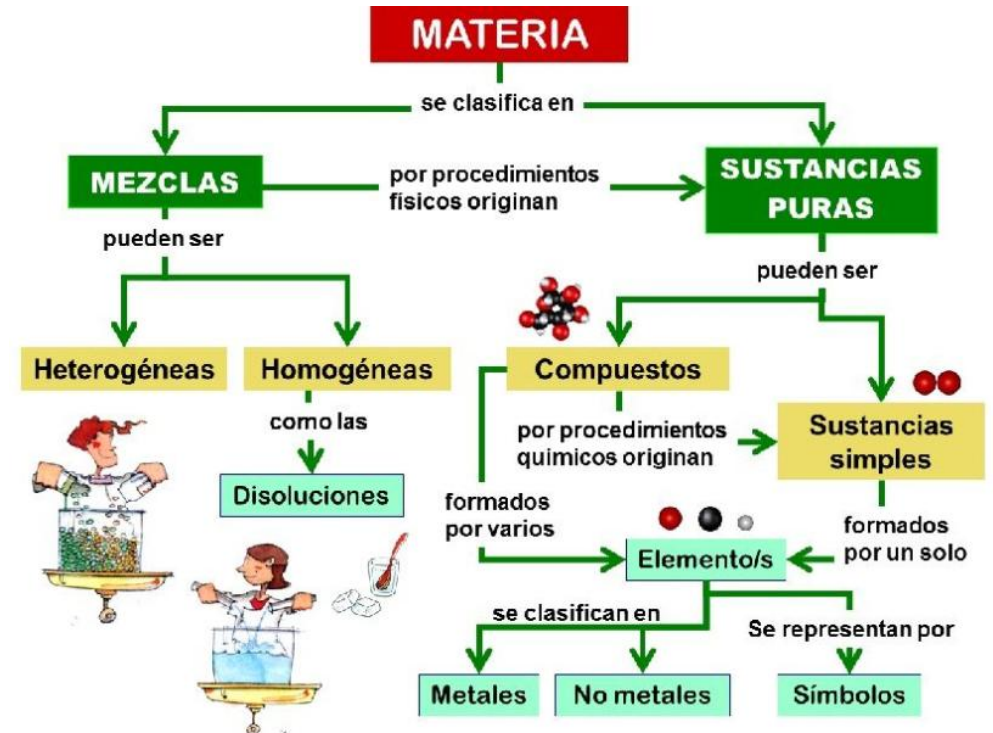 MATERIA
se clasifica en
MEZCLAS
por procedimientos
físicos originan
SUSTANCIAS
PURAS
pueden ser
pueden ser
Heterogéneas
Homogéneas
Compuestos
como las
por procedimientos
quimicos originan
Sustancias
simples
Disoluciones
formados
por varios
formados
por un solo
Elemento/s
se clasifican en
Se representan por
Metales
No metales
Símbolos